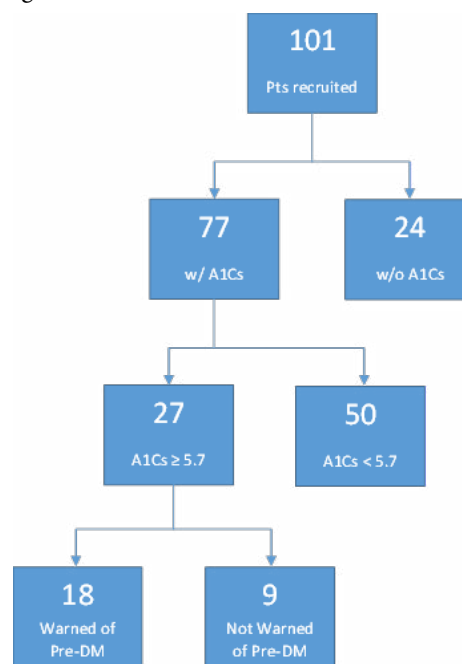 101
Pts recruited
77
w/ A1Cs
24
w/o A1Cs
27
A1Cs ≥ 5.7
50
A1Cs < 5.7
18
Warned of
Pre-DM
9
Not Warned
of Pre-DM